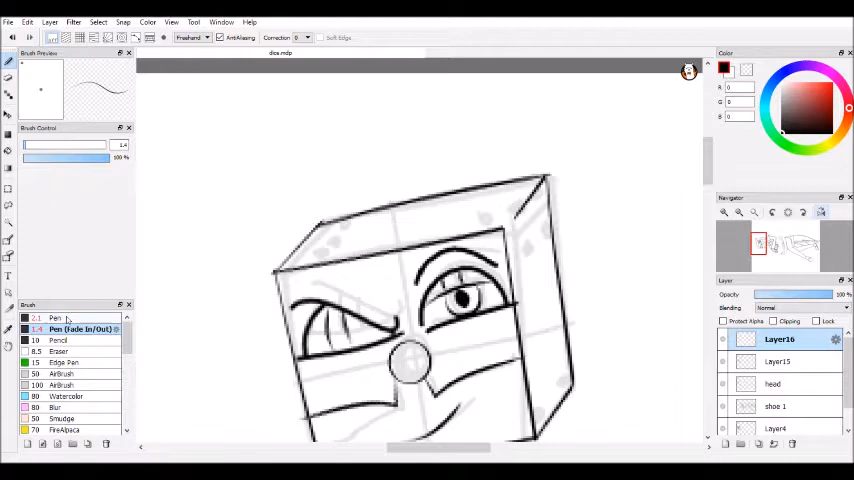 File Edit Layer Filter Select Snap Color View Tool Window Help
Freehand AntiAliasing Correction 0 Soft Edge
dice.mdp
Brush Preview
Brush Control
1.4
100 %
Brush
2.1 Pen
1.4 Pen (Fade In/Out)
10 Pencil
8.5 Eraser
15 Edge Pen
50 AirBrush
100 AirBrush
80 Watercolor
80 Blur
50 Smudge
70 FireAlpaca
Color
R 0
G 0
B 0
Navigator
Layer
Opacity 100 %
Blending Normal
Protect Alpha Clipping Lock
Layer16
Layer15
head
shoe 1
Layer4